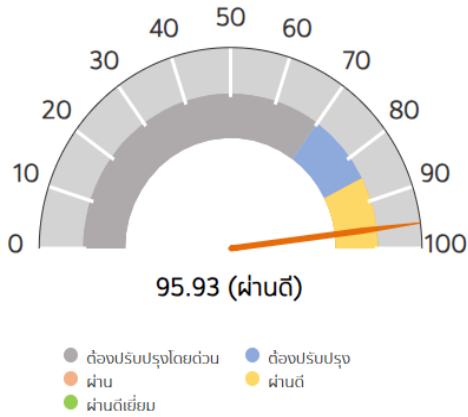 50
40 60
30 70
20 80
10 90
0 100
95.93 (ผ่านดี)
ต้องปรับปรุงโดยด่วน ต้องปรับปรุง
ผ่าน ผ่านดี
ผ่านดีเยี่ยม